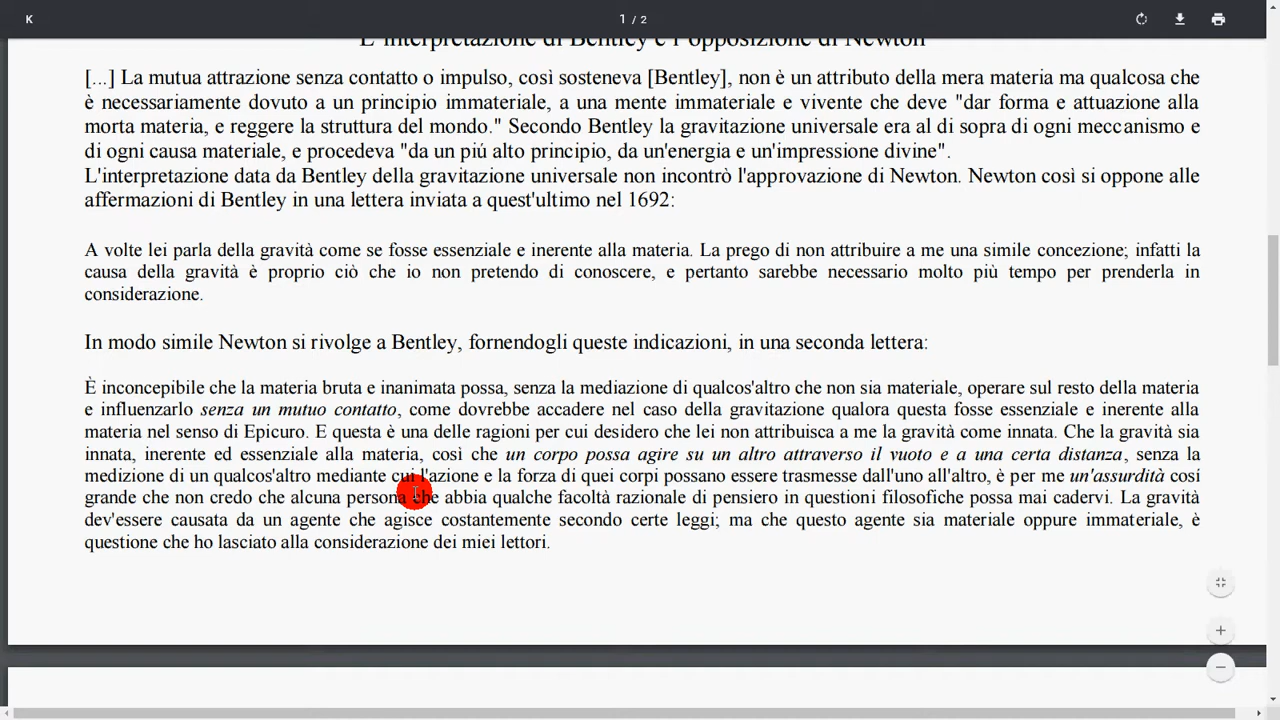 K
1 / 2
L'interpretazione di Bentley e l'opposizione di Newton
[...] La mutua attrazione senza contatto o impulso, così sosteneva [Bentley], non è un attributo della mera materia ma qualcosa che
è necessariamente dovuto a un principio immateriale, a una mente immateriale e vivente che deve "dar forma e attuazione alla
morta materia, e reggere la struttura del mondo." Secondo Bentley la gravitazione universale era al di sopra di ogni meccanismo e
di ogni causa materiale, e procedeva "da un piú alto principio, da un'energia e un'impressione divine".
L'interpretazione data da Bentley della gravitazione universale non incontrò l'approvazione di Newton. Newton così si oppone alle
affermazioni di Bentley in una lettera inviata a quest'ultimo nel 1692:
A volte lei parla della gravità come se fosse essenziale e inerente alla materia. La prego di non attribuire a me una simile concezione; infatti la
causa della gravità è proprio ciò che io non pretendo di conoscere, e pertanto sarebbe necessario molto più tempo per prenderla in
considerazione.
In modo simile Newton si rivolge a Bentley, fornendogli queste indicazioni, in una seconda lettera:
È inconcepibile che la materia bruta e inanimata possa, senza la mediazione di qualcos'altro che non sia materiale, operare sul resto della materia
e influenzarlo senza un mutuo contatto, come dovrebbe accadere nel caso della gravitazione qualora questa fosse essenziale e inerente alla
materia nel senso di Epicuro. E questa è una delle ragioni per cui desidero che lei non attribuisca a me la gravità come innata. Che la gravità sia
innata, inerente ed essenziale alla materia, così che un corpo possa agire su un altro attraverso il vuoto e a una certa distanza, senza la
medizione di un qualcos'altro mediante cui l'azione e la forza di quei corpi possano essere trasmesse dall'uno all'altro, è per me un'assurdità cosí
grande che non credo che alcuna persona che abbia qualche facoltà razionale di pensiero in questioni filosofiche possa mai cadervi. La gravità
dev'essere causata da un agente che agisce costantemente secondo certe leggi; ma che questo agente sia materiale oppure immateriale, è
questione che ho lasciato alla considerazione dei miei lettori.